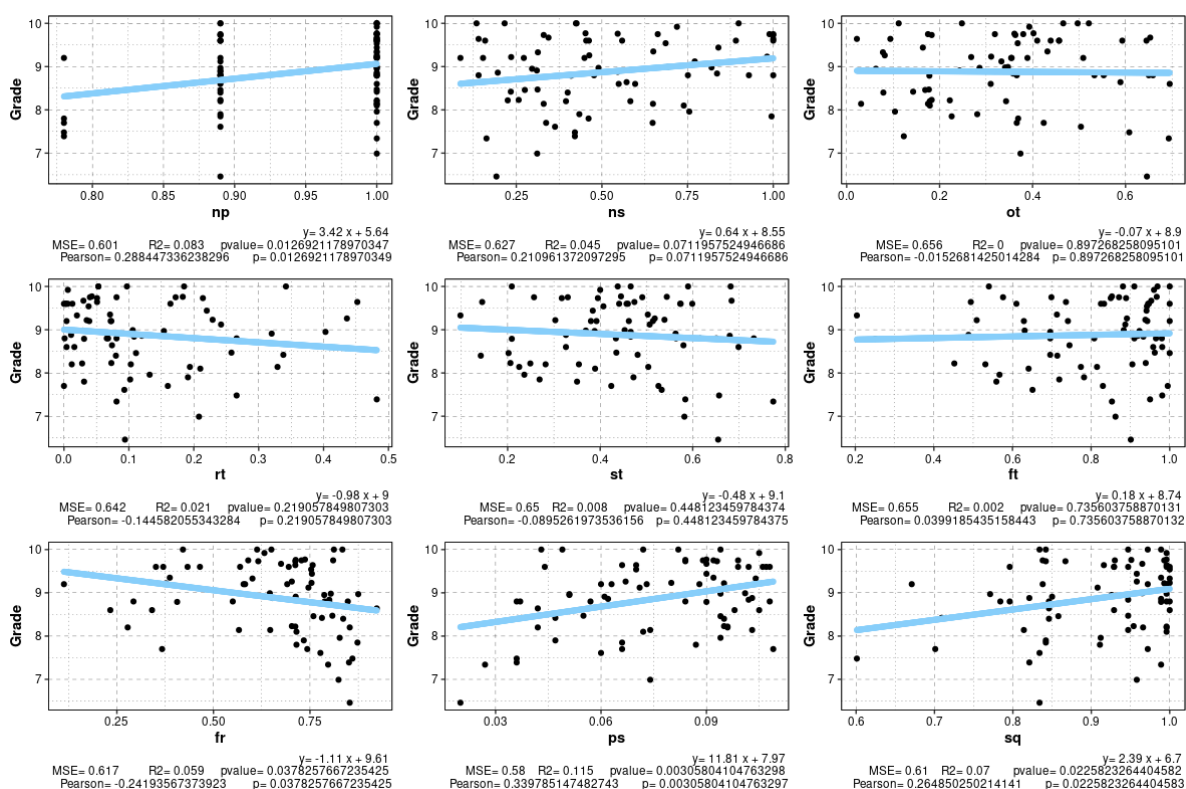 10
9
8
7
Grade
0.80 0.85 0.90 0.95 1.00
np
y= 3.42 x + 5.64
MSE= 0.601 R2= 0.083 pvalue= 0.0126921178970347
Pearson= 0.288447336238296 p= 0.0126921178970349
10
9
8
7
Grade
0.25 0.50 0.75 1.00
ns
y= 0.64 x + 8.55
MSE= 0.627 R2= 0.045 pvalue= 0.0711957524946686
Pearson= 0.210961372097295 p= 0.0711957524946686
10
9
8
7
Grade
0.0 0.2 0.4 0.6
ot
y= -0.07 x + 8.9
MSE= 0.656 R2= 0 pvalue= 0.897268258095101
Pearson= -0.0152681425014284 p= 0.897268258095101
10
9
8
7
Grade
0.0 0.1 0.2 0.3 0.4 0.5
rt
y= -0.98 x + 9
MSE= 0.642 R2= 0.021 pvalue= 0.219057849807303
Pearson= -0.144582055343284 p= 0.219057849807303
10
9
8
7
Grade
0.2 0.4 0.6 0.8
st
y= -0.48 x + 9.1
MSE= 0.65 R2= 0.008 pvalue= 0.448123459784374
Pearson= -0.0895261973536156 p= 0.448123459784375
10
9
8
7
Grade
0.2 0.4 0.6 0.8 1.0
ft
y= 0.18 x + 8.74
MSE= 0.655 R2= 0.002 pvalue= 0.735603758870131
Pearson= 0.0399185435158443 p= 0.735603758870132
10
9
8
7
Grade
0.25 0.50 0.75
fr
y= -1.11 x + 9.61
MSE= 0.617 R2= 0.059 pvalue= 0.0378257667235425
Pearson= -0.24193567373923 p= 0.0378257667235425
10
9
8
7
Grade
0.03 0.06 0.09
ps
y= 11.81 x + 7.97
MSE= 0.58 R2= 0.115 pvalue= 0.00305804104763298
Pearson= 0.339785147482743 p= 0.00305804104763297
10
9
8
7
Grade
0.6 0.7 0.8 0.9 1.0
sq
y= 2.39 x + 6.7
MSE= 0.61 R2= 0.07 pvalue= 0.0225823264404582
Pearson= 0.264850250214141 p= 0.0225823264404583